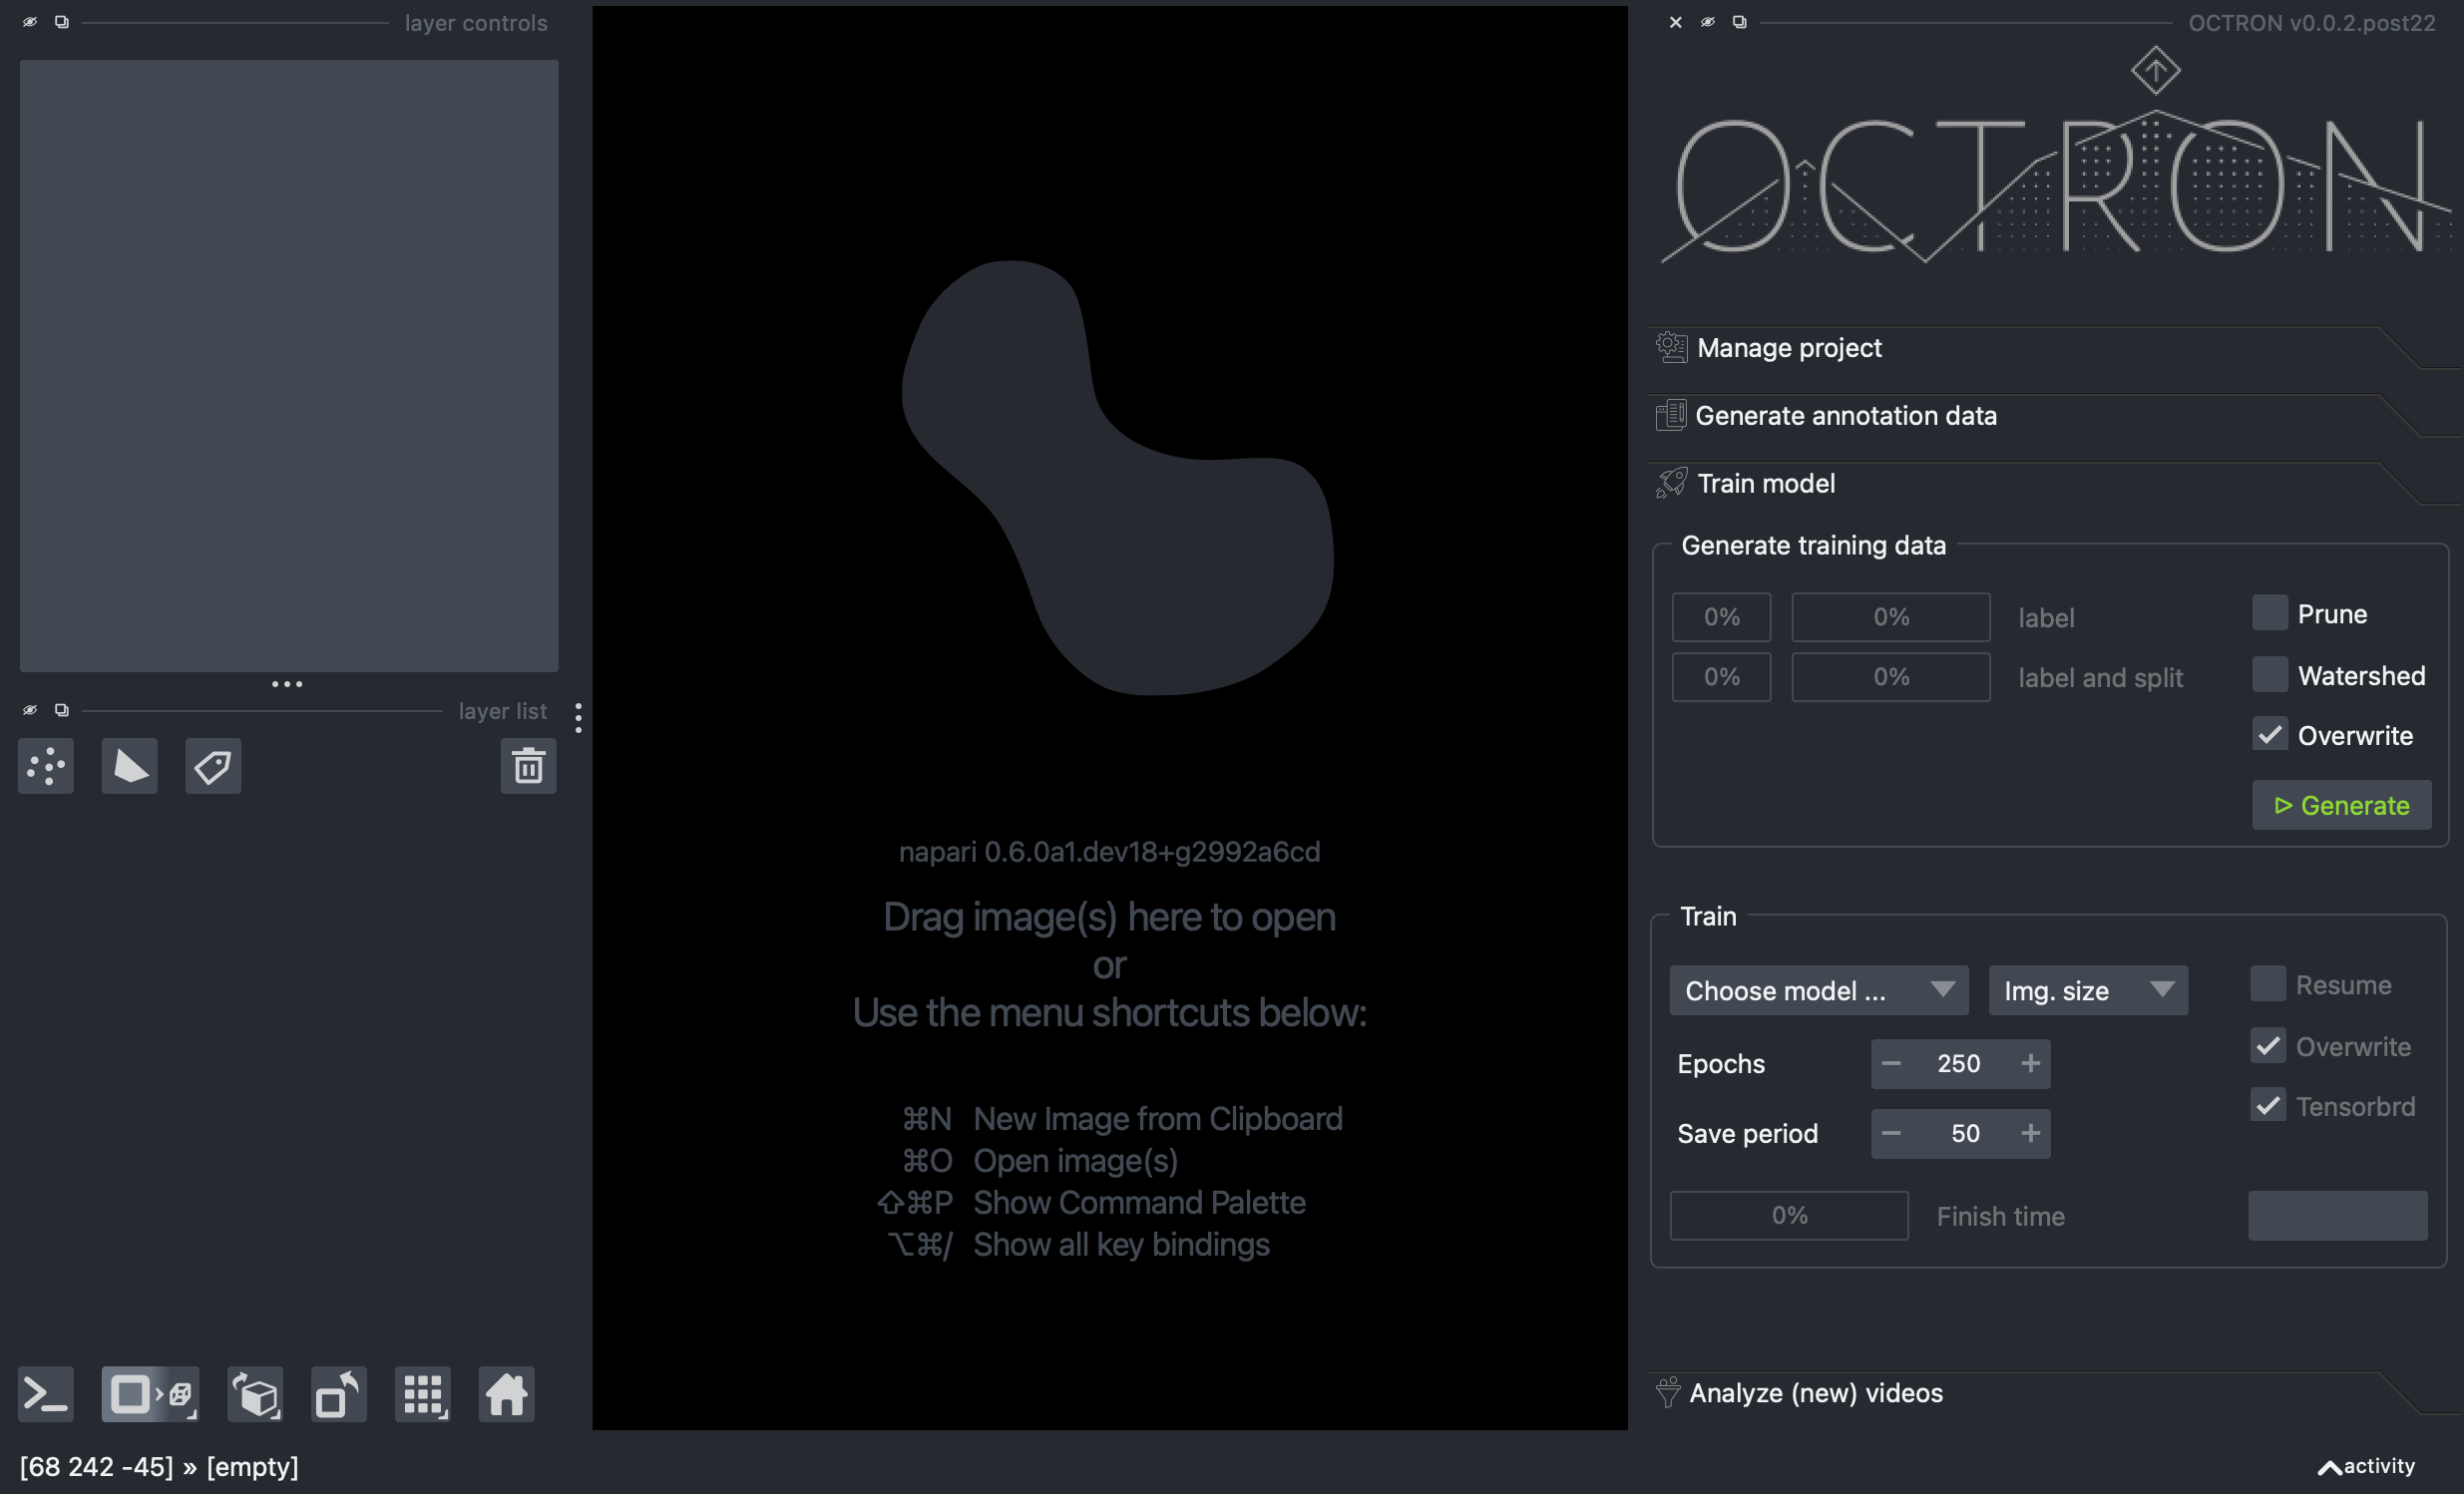 layer controls
layer list
napari 0.6.0a1.dev18+g2992a6cd
Drag image(s) here to open
or
Use the menu shortcuts below:
⌘N New Image from Clipboard
⌘O Open image(s)
⇧⌘P Show Command Palette
⌥⌘/ Show all key bindings
[68 242 -45] » [empty]
OCTRON v0.0.2.post22
OCTRON
Manage project
Generate annotation data
Train model
Generate training data
0% 0% label
Prune
0% 0% label and split
Watershed
Overwrite
Generate
Train
Choose model ... Img. size
Resume
Epochs 250
Overwrite
Save period 50
Tensorbrd
0% Finish time
Analyze (new) videos
activity